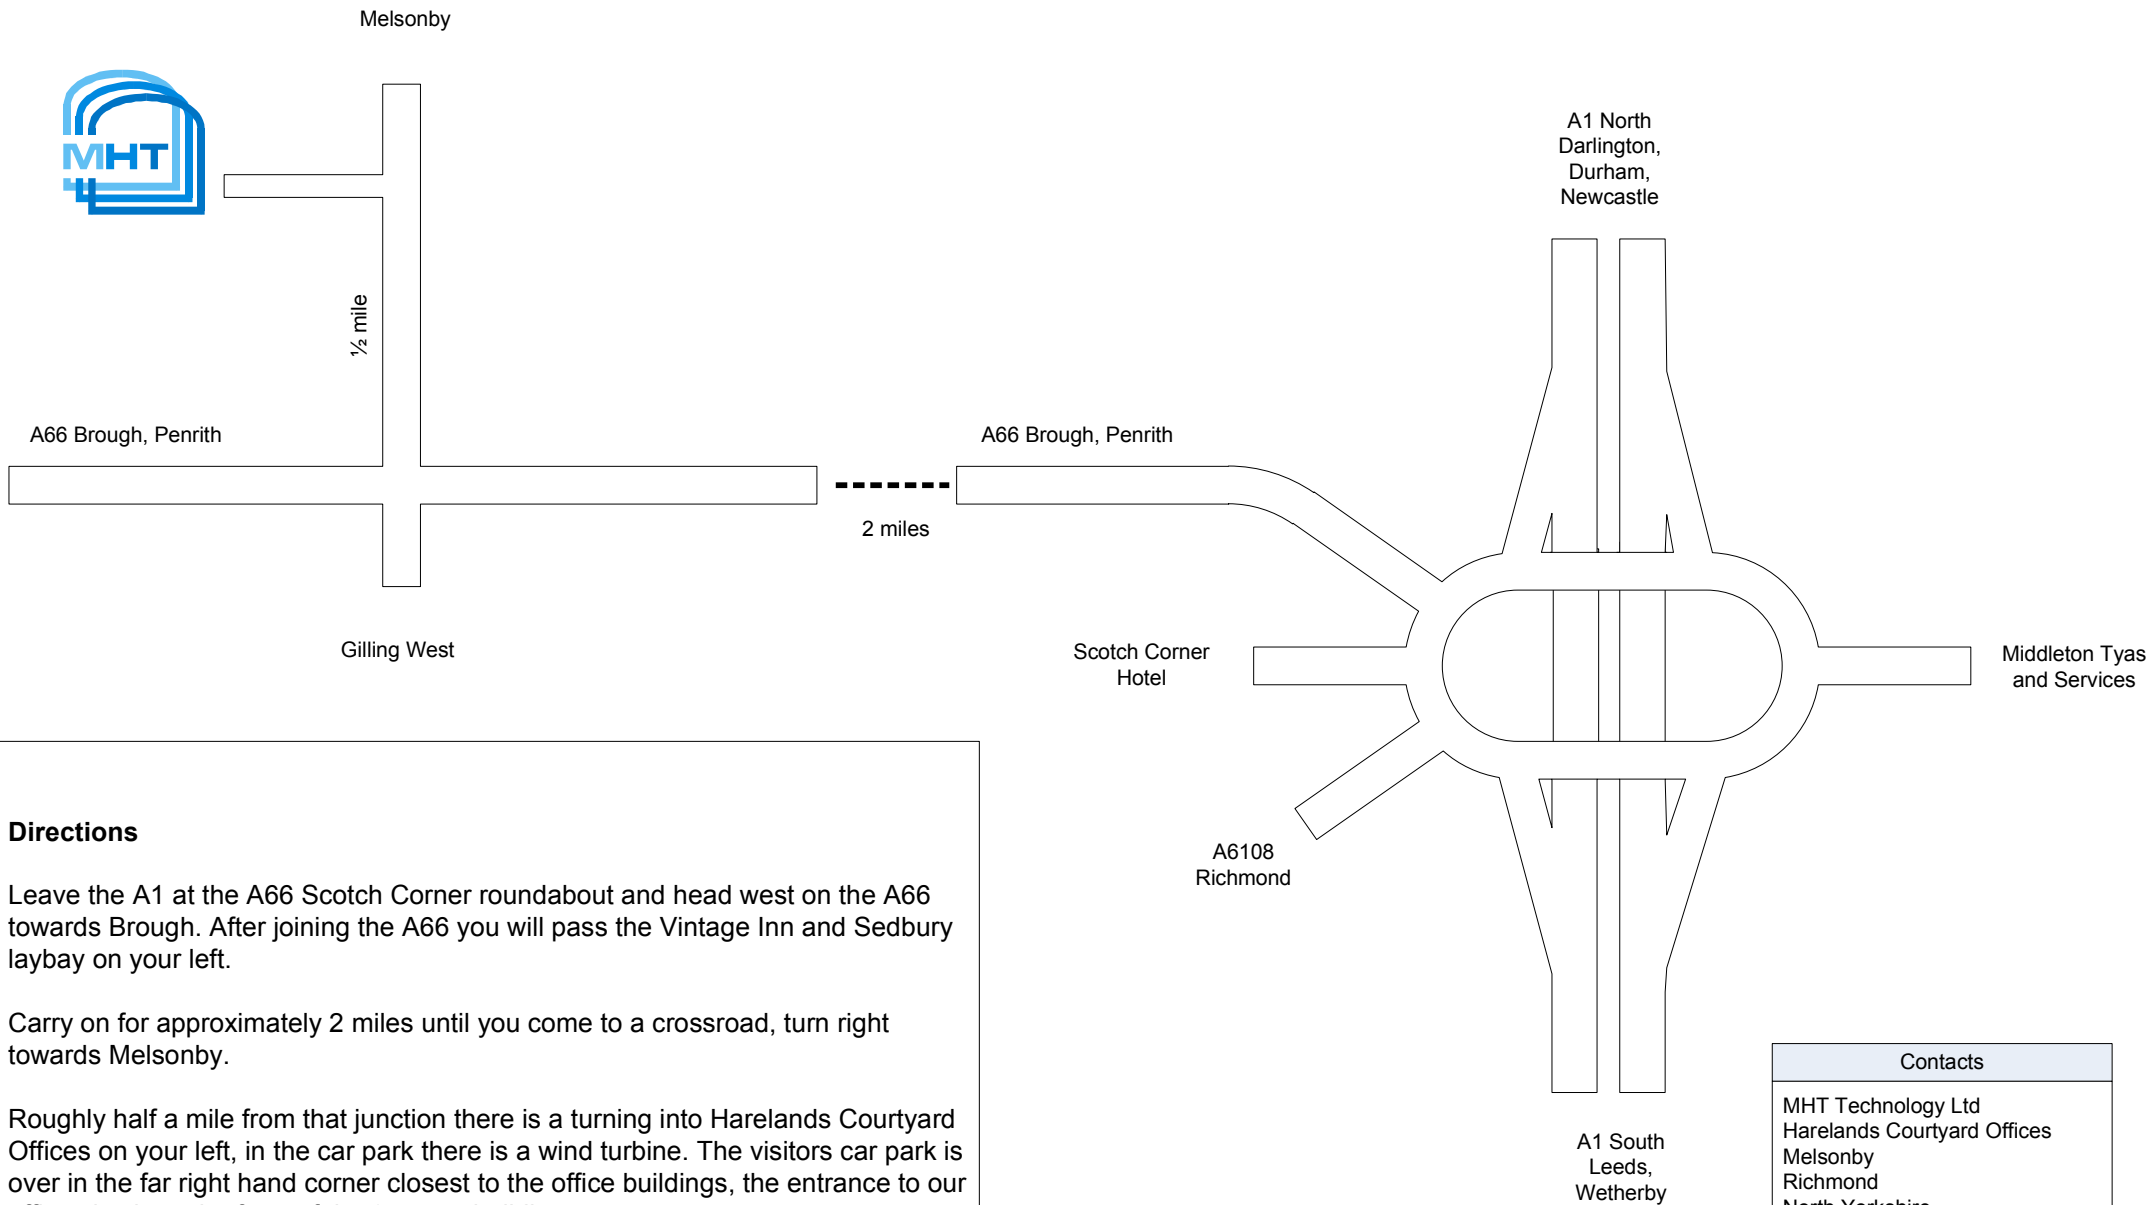 Melsonby
MHT
A1 North
Darlington,
Durham,
Newcastle
½ mile
A66 Brough, Penrith
A66 Brough, Penrith
2 miles
Gilling West
Scotch Corner
Hotel
Middleton Tyas
and Services
A6108
Richmond
Directions
Leave the A1 at the A66 Scotch Corner roundabout and head west on the A66
towards Brough. After joining the A66 you will pass the Vintage Inn and Sedbury
laybay on your left.
Carry on for approximately 2 miles until you come to a crossroad, turn right
towards Melsonby.
Roughly half a mile from that junction there is a turning into Harelands Courtyard
Offices on your left, in the car park there is a wind turbine. The visitors car park is
over in the far right hand corner closest to the office buildings, the entrance to our
A1 South
Leeds,
Wetherby
Contacts
MHT Technology Ltd
Harelands Courtyard Offices
Melsonby
Richmond
North Yorkshire